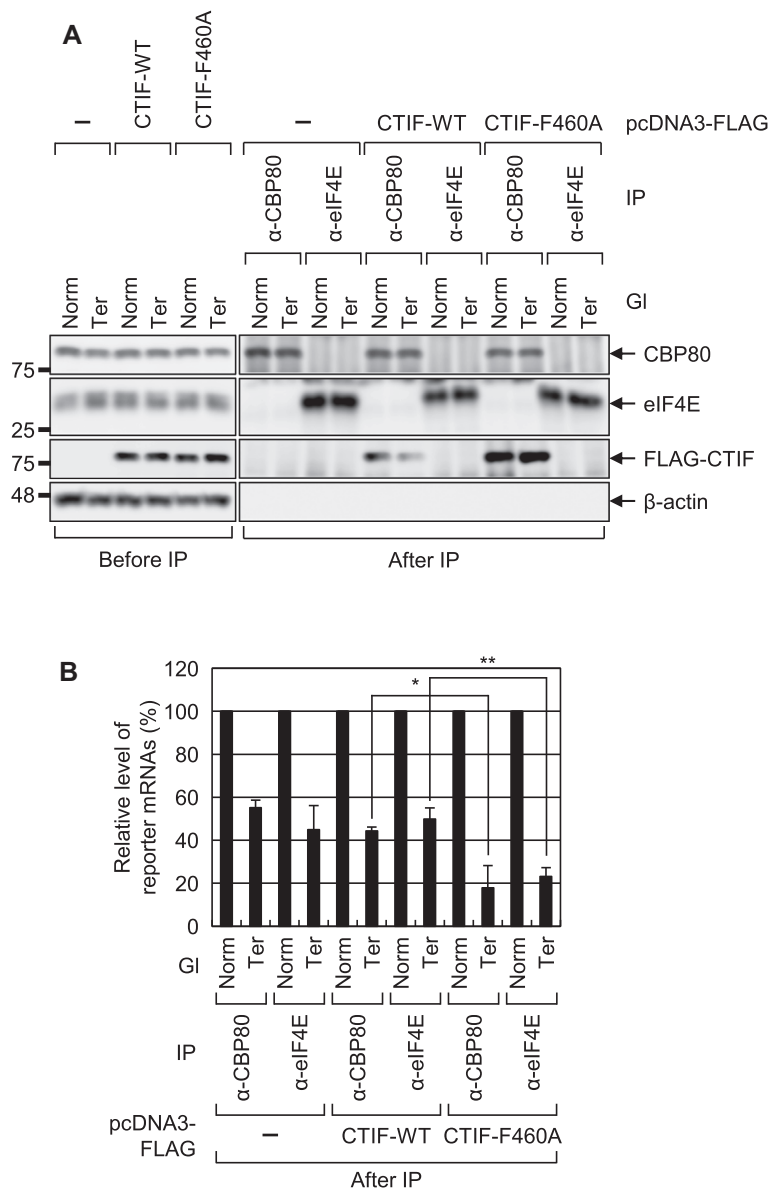 A
– CTIF-WT CTIF-F460A – CTIF-WT CTIF-F460A pcDNA3-FLAG
α-CBP80 α-eIF4E α-CBP80 α-eIF4E α-CBP80 α-eIF4E IP
Norm Ter Norm Ter Norm Ter Norm Ter Norm Ter Norm Ter Norm Ter Norm Ter Norm Ter Gl
CBP80
75
eIF4E
25
75 FLAG-CTIF
48 β-actin
Before IP After IP
B
Relative level of
reporter mRNAs (%)
120
100
80
60
40
20
0
* **
Gl Norm Ter Norm Ter Norm Ter Norm Ter Norm Ter Norm Ter
IP α-CBP80 α-eIF4E α-CBP80 α-eIF4E α-CBP80 α-eIF4E
pcDNA3-
FLAG – CTIF-WT CTIF-F460A
After IP